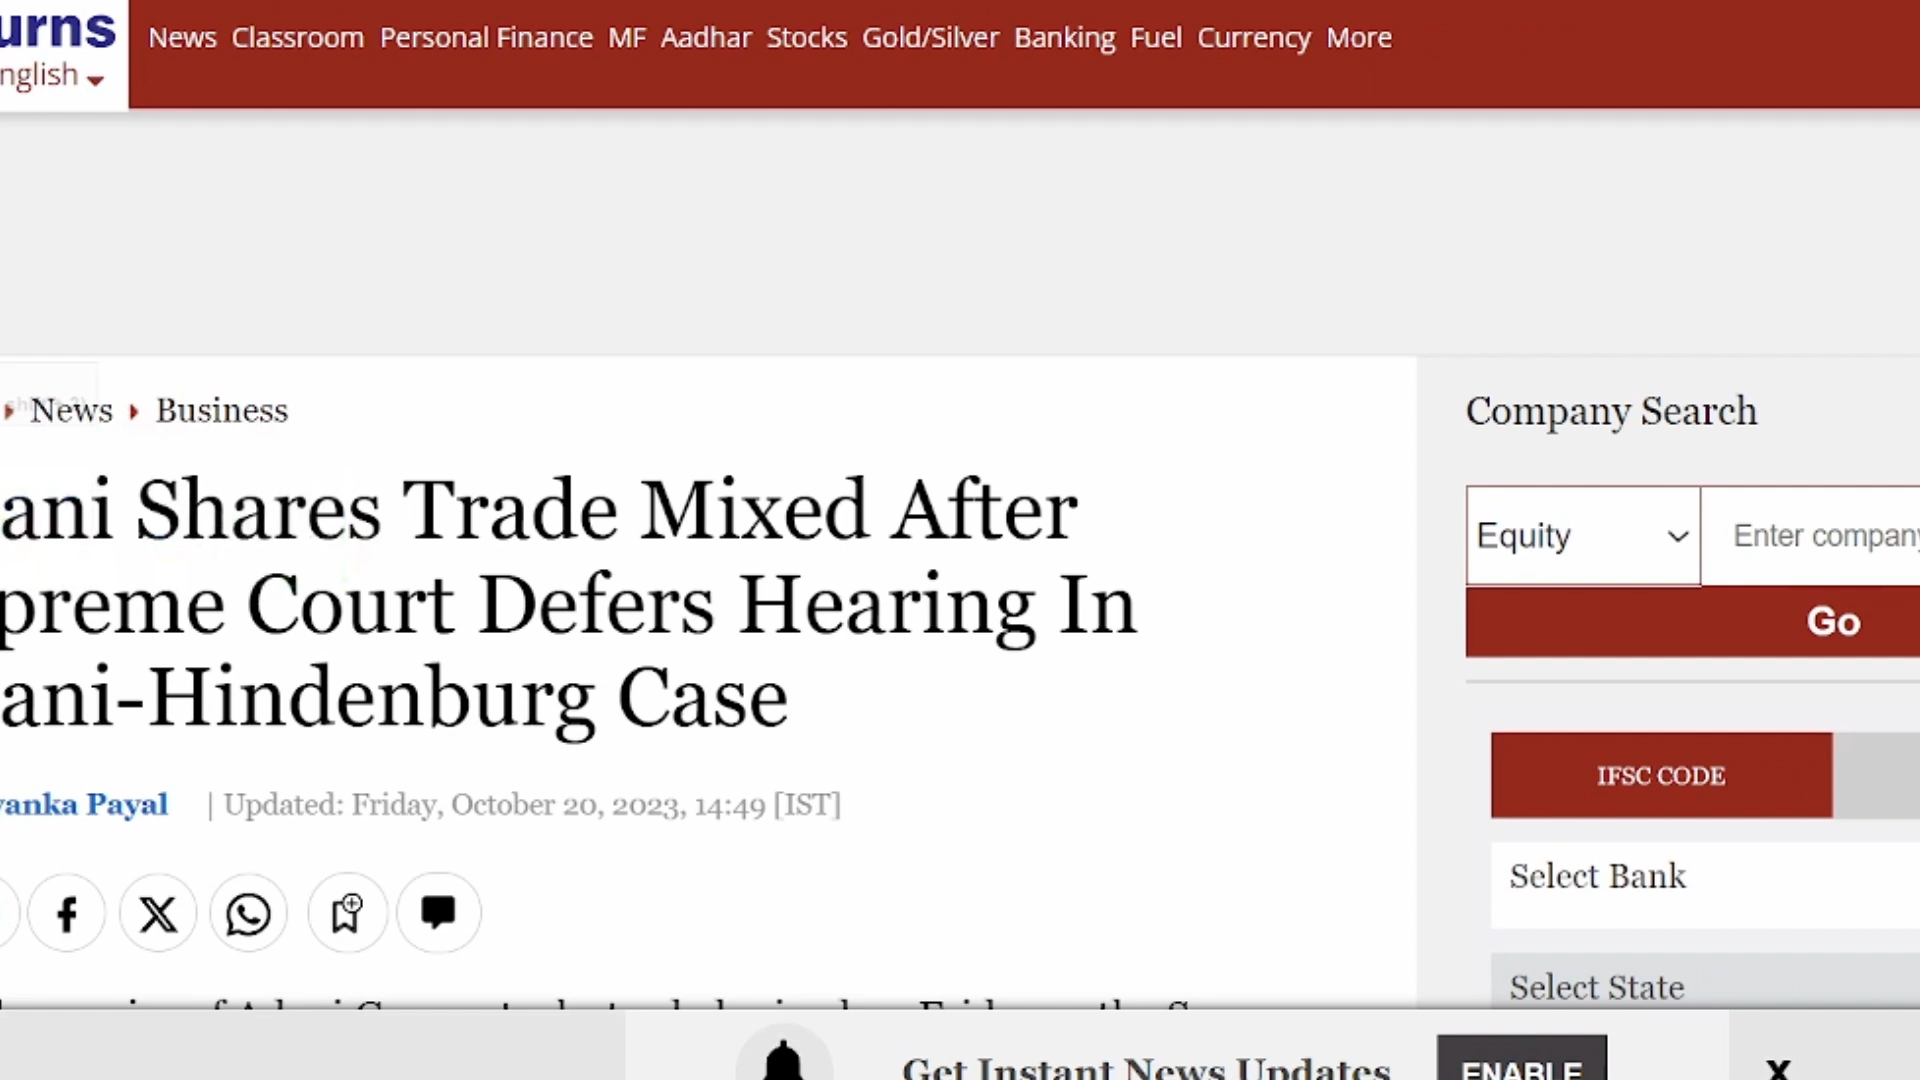 urns
nglish
News Classroom Personal Finance MF Aadhar Stocks Gold/Silver Banking Fuel Currency More
News Business
ani Shares Trade Mixed After
preme Court Defers Hearing In
ani-Hindenburg Case
yanka Payal | Updated: Friday, October 20, 2023, 14:49 [IST]
Company Search
Equity
Enter company
Go
IFSC CODE
Select Bank
Select State
Get Instant News Updates
ENABLE
X